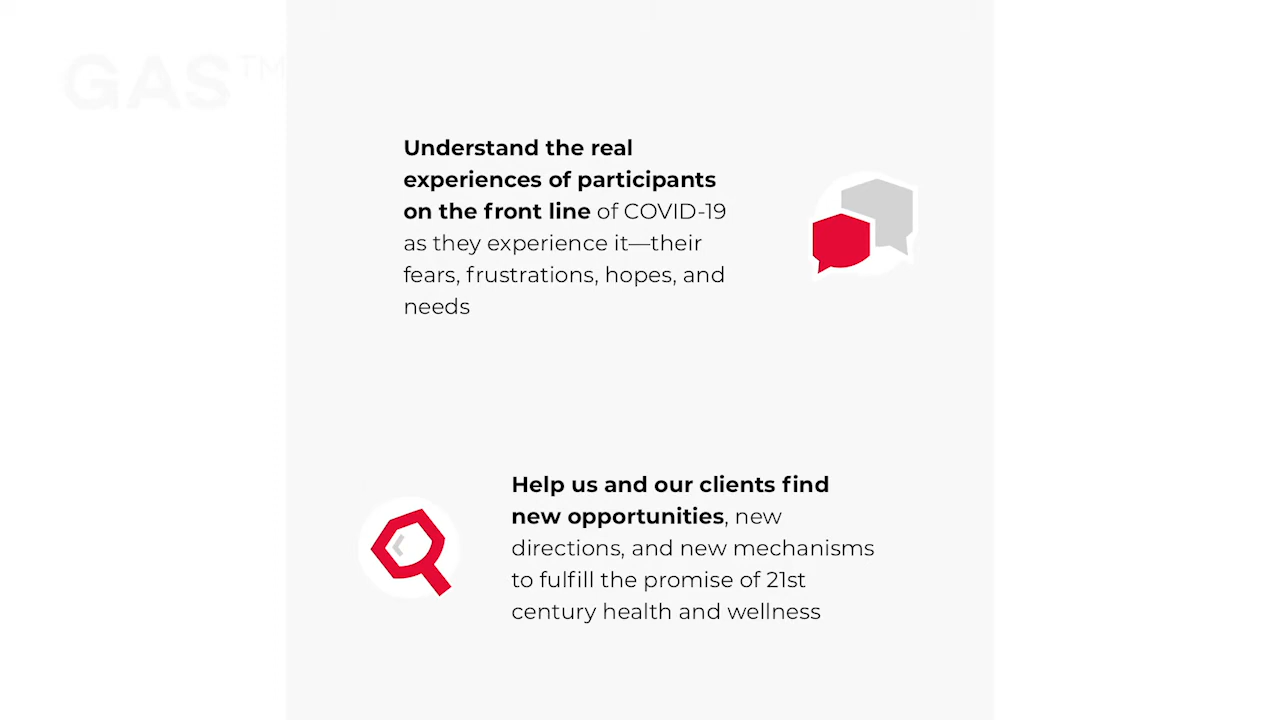 GAS™
Understand the real
experiences of participants
on the front line of COVID-19
as they experience it—their
fears, frustrations, hopes, and
needs
Help us and our clients find
new opportunities, new
directions, and new mechanisms
to fulfill the promise of 21st
century health and wellness